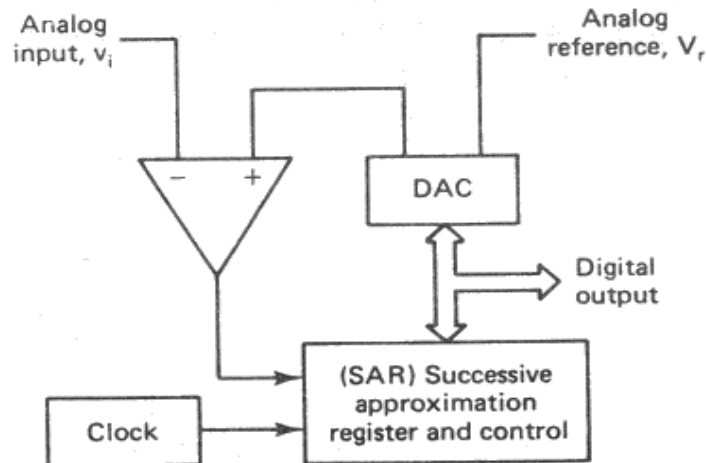 Analog
input, vi
Analog
reference, Vr
− +
DAC
Digital
output
(SAR) Successive
approximation
register and control
Clock